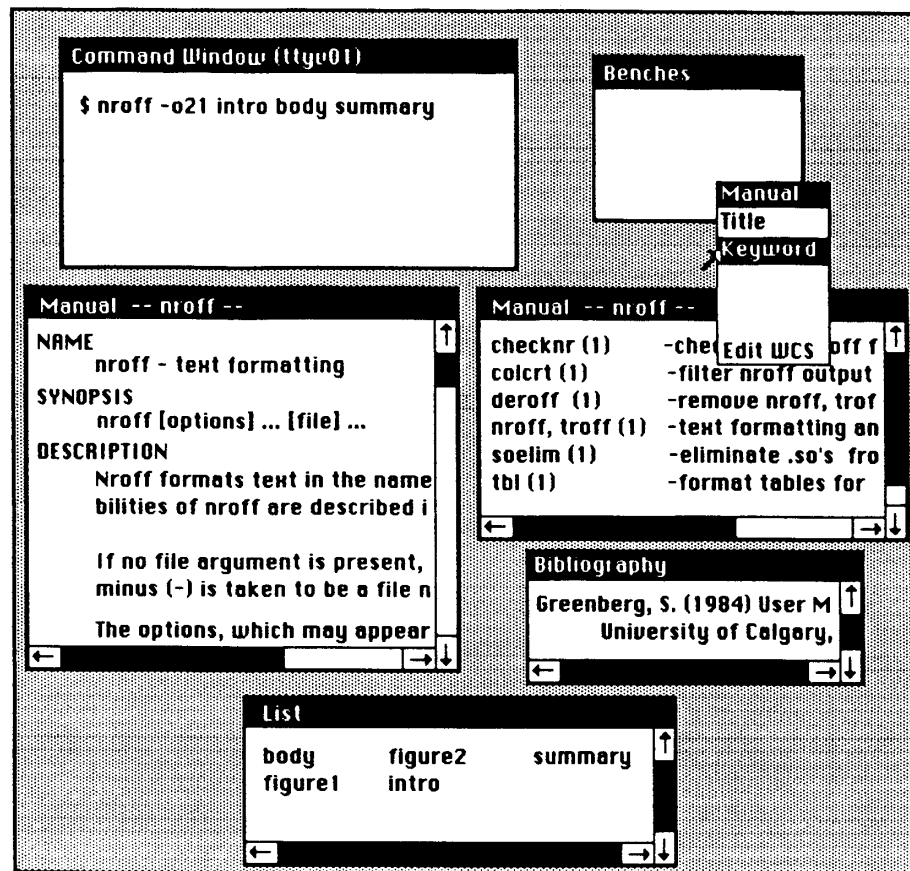 Command Window (ttyv01)
$ nroff -o21 intro body summary
Benches
Manual
Title
Keyword
Edit WCS
Manual -- nroff --
NAME
nroff - text formatting
SYNOPSIS
nroff [options] ... [file] ...
DESCRIPTION
Nroff formats text in the name
bilities of nroff are described i
If no file argument is present,
minus (-) is taken to be a file n
The options, which may appear
Manual -- nroff --
checknr (1) -che off f
colcrt (1) -filter nroff output
deroff (1) -remove nroff, trof
nroff, troff (1) -text formatting an
soelim (1) -eliminate .so's fro
tbl (1) -format tables for
Bibliography
Greenberg, S. (1984) User M
University of Calgary,
List
body figure2 summary
figure1 intro